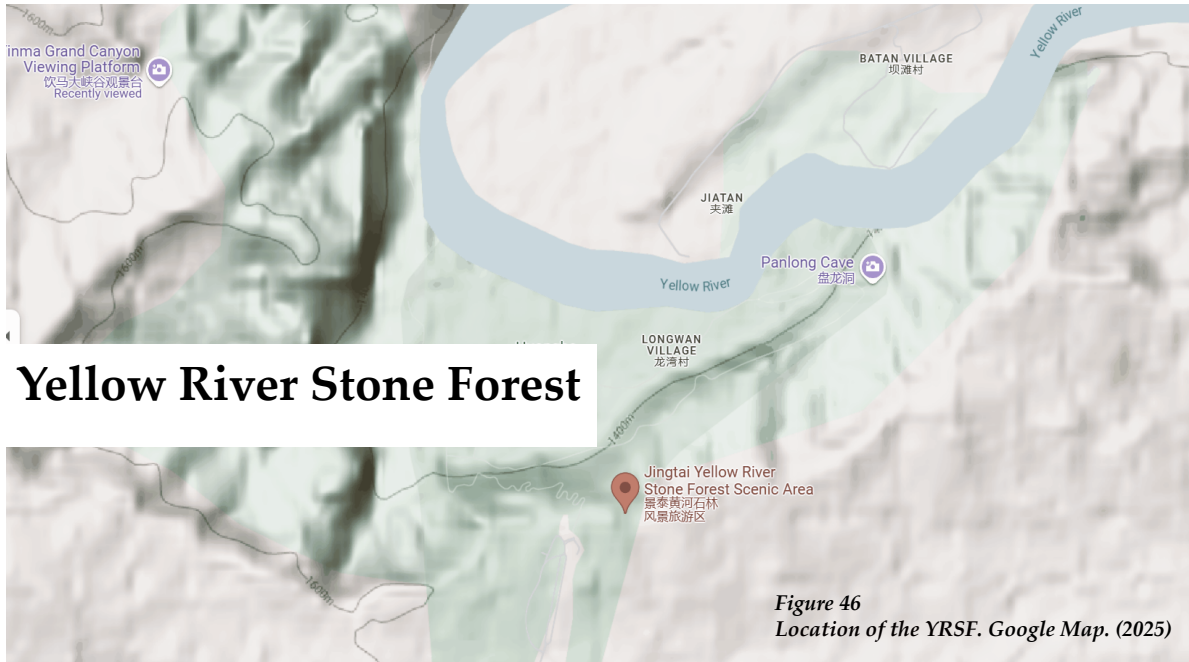 1600m
Yellow River
inma Grand Canyon
Viewing Platform
饮马大峡谷观景台
Recently viewed
BATAN VILLAGE
坝滩村
JIATAN
夹滩
1600m
Panlong Cave
盘龙洞
Yellow River
LONGWAN
VILLAGE
龙湾村
Yellow River Stone Forest
1400m
Jingtai Yellow River
Stone Forest Scenic Area
景泰黄河石林
风景旅游区
1600m
Figure 46
Location of the YRSF. Google Map. (2025)